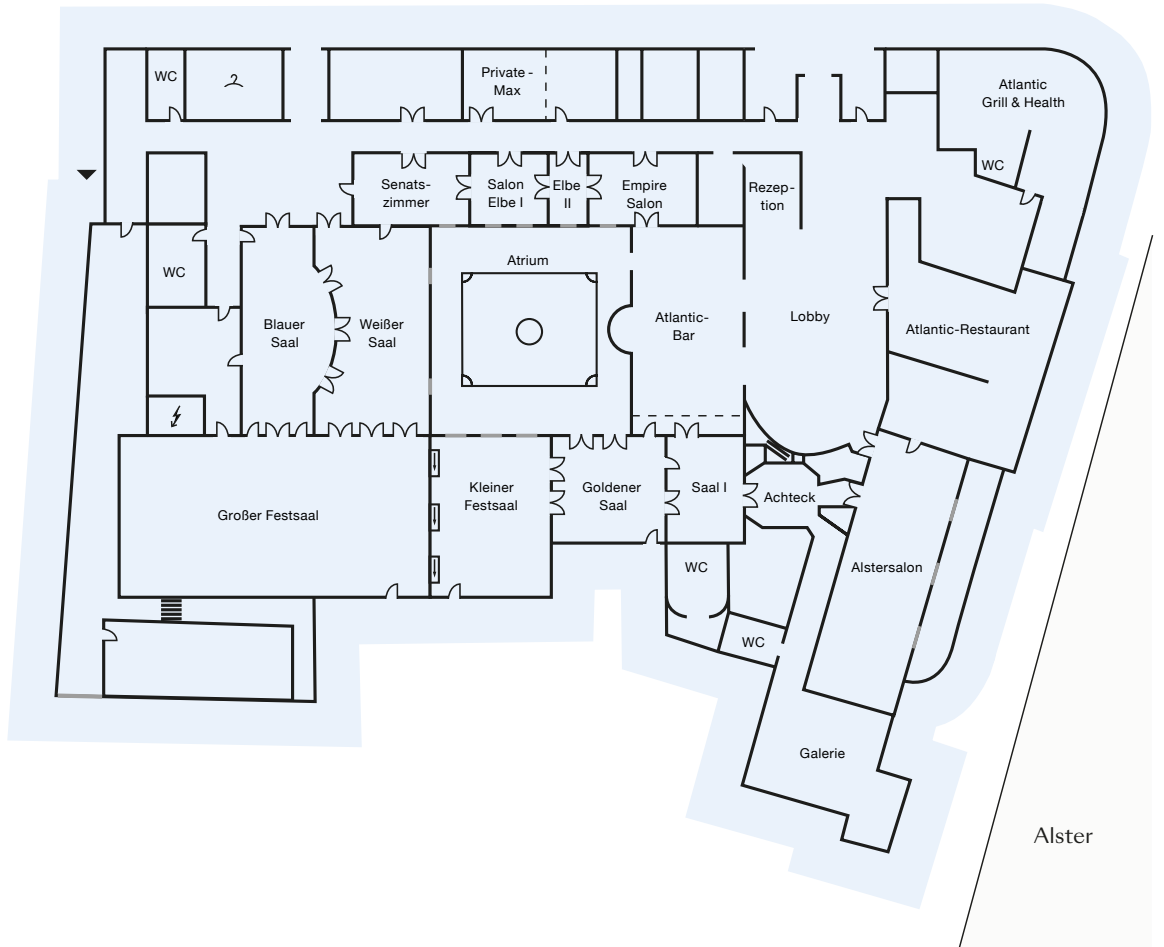 WC
Private -
Max
Atlantic
Grill & Health
WC
Senats-
zimmer
Salon
Elbe I
Elbe
II
Empire
Salon
Rezep-
tion
WC
Atrium
Blauer
Saal
Weißer
Saal
Atlantic-
Bar
Lobby
Atlantic-Restaurant
Großer Festsaal
Kleiner
Festsaal
Goldener
Saal
Saal I
Achteck
WC
Alstersalon
WC
Galerie
Alster